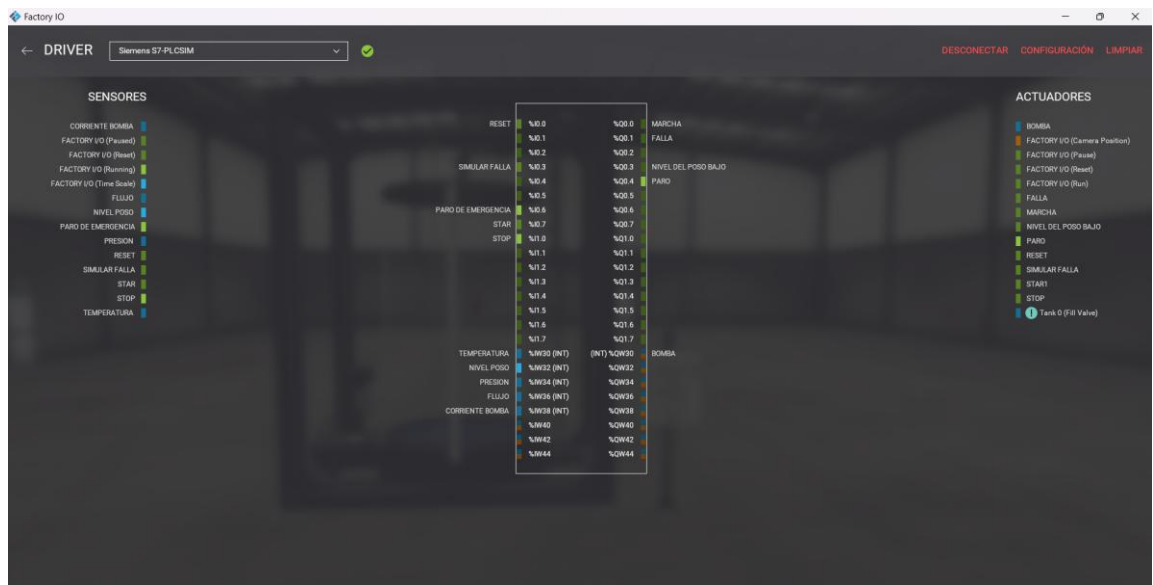 Factory IO
DRIVER Siemens S7-PLCSIM DESCONECTAR CONFIGURACIÓN LIMPIAR
SENSORES
CORRIENTE BOMBA
FACTORY I/O (Paused)
FACTORY I/O (Reset)
FACTORY I/O (Running)
FACTORY I/O (Time Scale)
FLUJO
NIVEL POSO
PARO DE EMERGENCIA
PRESION
RESET
SIMULAR FALLA
STAR
STOP
TEMPERATURA
RESET %I0.0 %Q0.0 MARCHA
%I0.1 %Q0.1 FALLA
%I0.2 %Q0.2
SIMULAR FALLA %I0.3 %Q0.3 NIVEL DEL POSO BAJO
%I0.4 %Q0.4 PARO
%I0.5 %Q0.5
PARO DE EMERGENCIA %I0.6 %Q0.6
STAR %I0.7 %Q0.7
STOP %I1.0 %Q1.0
%I1.1 %Q1.1
%I1.2 %Q1.2
%I1.3 %Q1.3
%I1.4 %Q1.4
%I1.5 %Q1.5
%I1.6 %Q1.6
%I1.7 %Q1.7
TEMPERATURA %IW30 (INT) (INT) %QW30 BOMBA
NIVEL POSO %IW32 (INT) %QW32
PRESION %IW34 (INT) %QW34
FLUJO %IW36 (INT) %QW36
CORRIENTE BOMBA %IW38 (INT) %QW38
%IW40 %QW40
%IW42 %QW42
%IW44 %QW44
ACTUADORES
BOMBA
FACTORY I/O (Camera Position)
FACTORY I/O (Pause)
FACTORY I/O (Reset)
FACTORY I/O (Run)
FALLA
MARCHA
NIVEL DEL POSO BAJO
PARO
RESET
SIMULAR FALLA
STAR1
STOP
Tank 0 (Fill Valve)